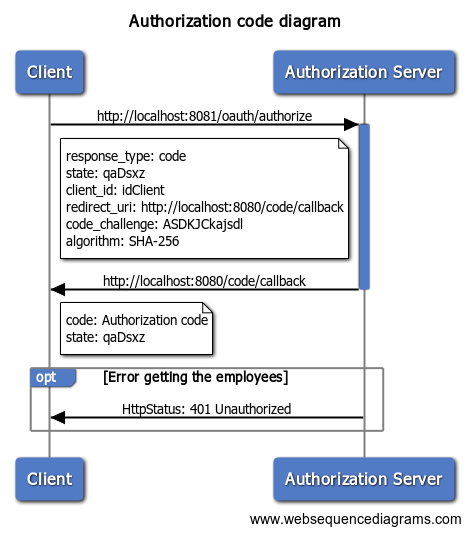 Authorization code diagram
Client
Authorization Server
http://localhost:8081/oauth/authorize
response_type: code
state: qaDsxz
client_id: idClient
redirect_uri: http://localhost:8080/code/callback
code_challenge: ASDKJCkajsdl
algorithm: SHA-256
http://localhost:8080/code/callback
code: Authorization code
state: qaDsxz
opt
[Error getting the employees]
HttpStatus: 401 Unauthorized
Client
Authorization Server
www.websequencediagrams.com